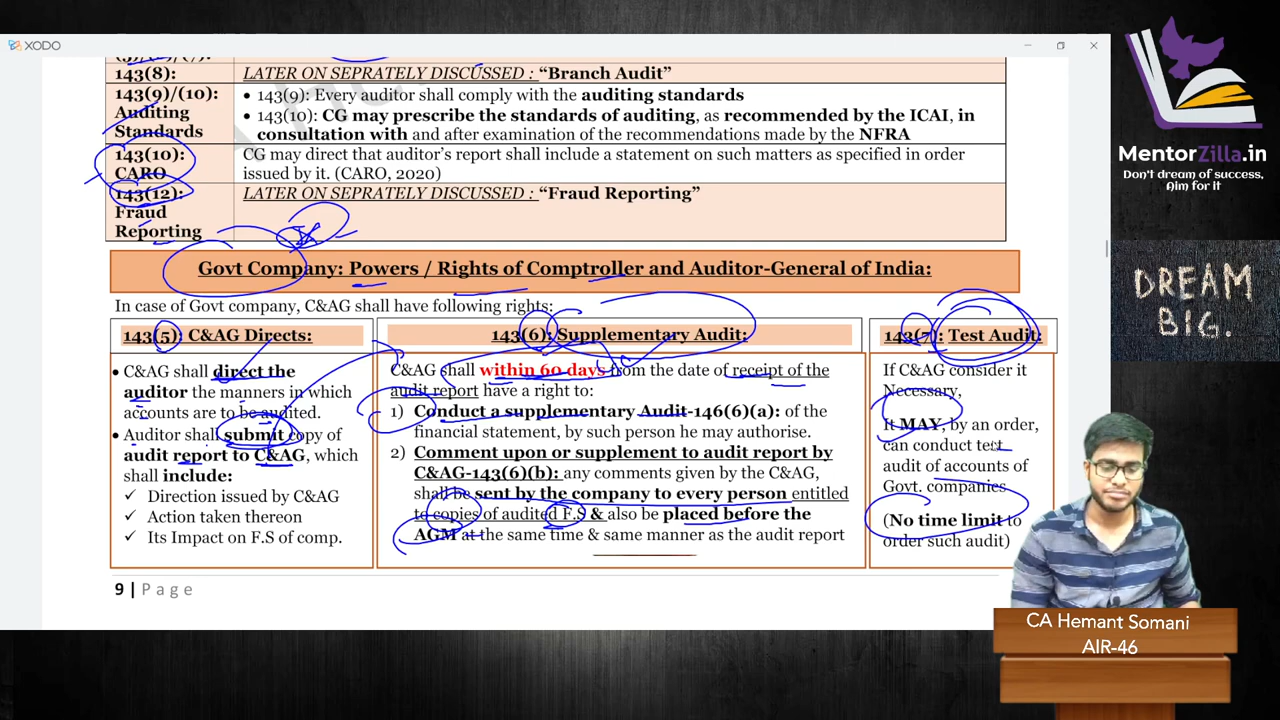 XODO
143(8):
LATER ON SEPRATELY DISCUSSED : “Branch Audit”
143(9)/(10):
Auditing
Standards
• 143(9): Every auditor shall comply with the auditing standards
• 143(10): CG may prescribe the standards of auditing, as recommended by the ICAI, in
consultation with and after examination of the recommendations made by the NFRA
143(10):
CARO
CG may direct that auditor’s report shall include a statement on such matters as specified in order
issued by it. (CARO, 2020)
143(12):
Fraud
Reporting
LATER ON SEPRATELY DISCUSSED : “Fraud Reporting”
Govt Company: Powers / Rights of Comptroller and Auditor-General of India:
In case of Govt company, C&AG shall have following rights:
143(5): C&AG Directs:
• C&AG shall direct the
auditor the manners in which
accounts are to be audited.
• Auditor shall submit copy of
audit report to C&AG, which
shall include:
✓ Direction issued by C&AG
✓ Action taken thereon
✓ Its Impact on F.S of comp.
143(6): Supplementary Audit:
C&AG shall within 60 days from the date of receipt of the
audit report have a right to:
1) Conduct a supplementary Audit-146(6)(a): of the
financial statement, by such person he may authorise.
2) Comment upon or supplement to audit report by
C&AG-143(6)(b): any comments given by the C&AG,
shall be sent by the company to every person entitled
to copies of audited F.S & also be placed before the
AGM at the same time & same manner as the audit report
143(7): Test Audit:
If C&AG consider it
Necessary,
It MAY, by an order,
can conduct test
audit of accounts of
Govt. companies
(No time limit to
order such audit)
9 | Page
MentorZilla.in
Don't dream of success,
Aim for it
DREAM
BIG.
CA Hemant Somani
AIR-46